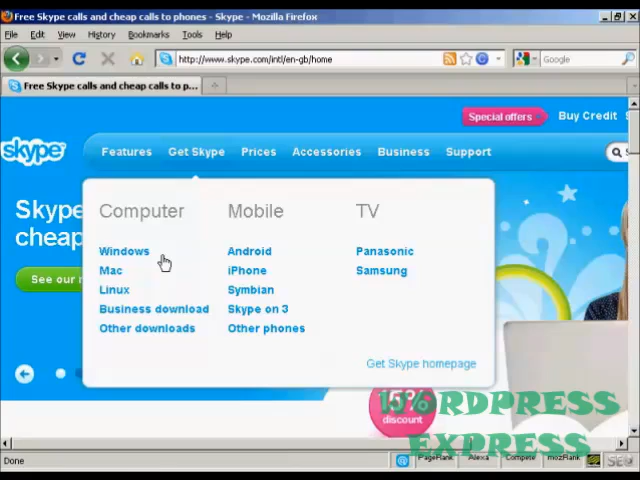 Free Skype calls and cheap calls to phones - Skype - Mozilla Firefox
File Edit View History Bookmarks Tools Help
http://www.skype.com/intl/en-gb/home
Google
Free Skype calls and cheap calls to p...
Special offers
Buy Credit
skype
Features Get Skype Prices Accessories Business Support
Skype
cheap
See our
Computer Mobile TV
Windows Android Panasonic
Mac iPhone Samsung
Linux Symbian
Business download Skype on 3
Other downloads Other phones
Get Skype homepage
15%
discount
WORDPRESS
EXPRESS
Done
PageRank Alexa Compete mozRank SEO